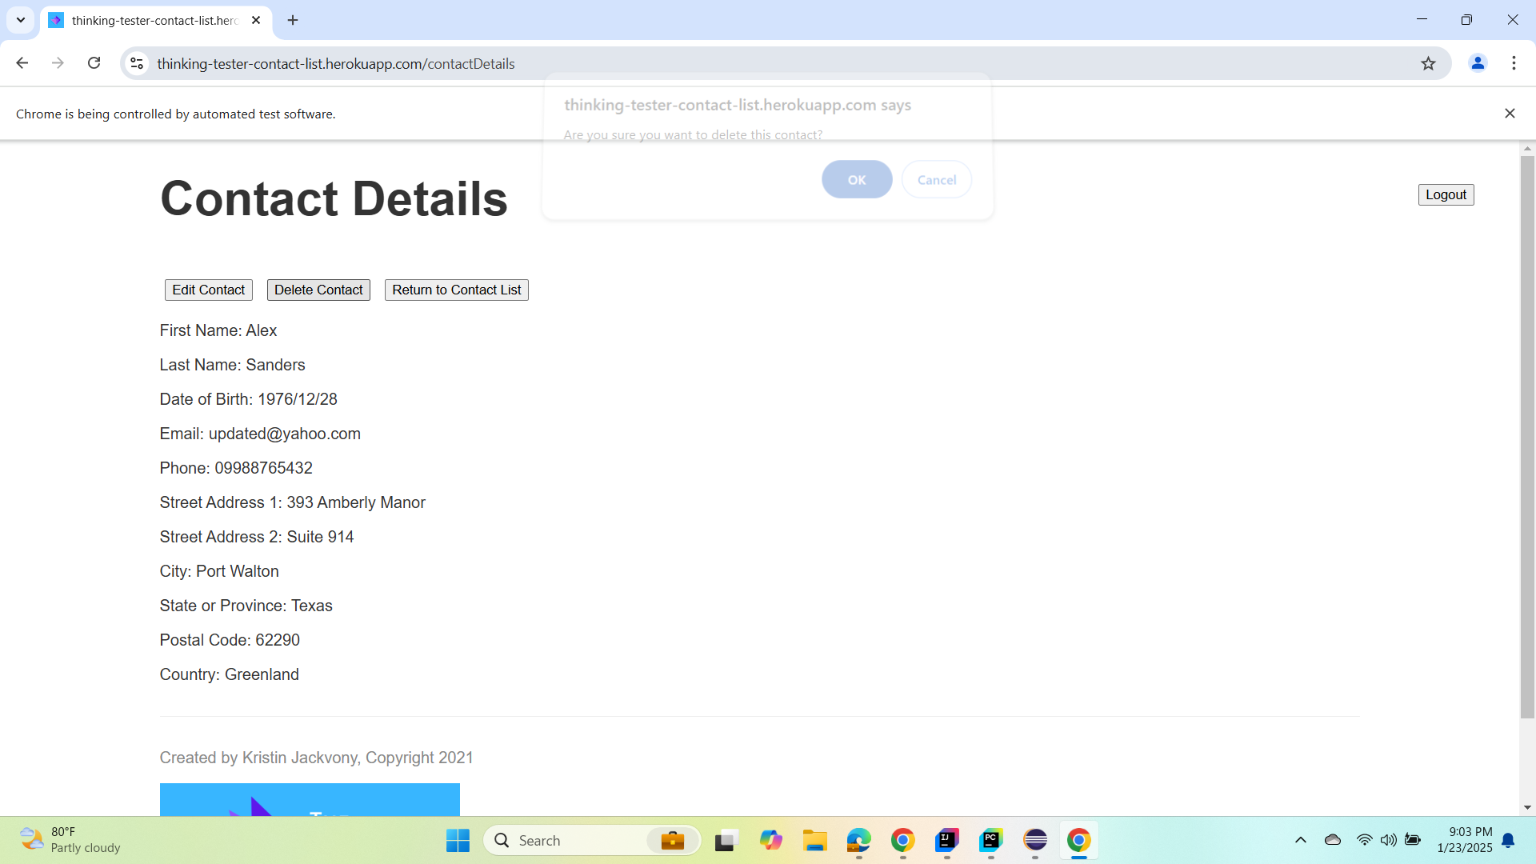 thinking-tester-contact-list.herc
thinking-tester-contact-list.herokuapp.com/contactDetails
Chrome is being controlled by automated test software.
thinking-tester-contact-list.herokuapp.com says
Are you sure you want to delete this contact?
OK
Cancel
Contact Details
Logout
Edit Contact
Delete Contact
Return to Contact List
First Name: Alex
Last Name: Sanders
Date of Birth: 1976/12/28
Email: updated@yahoo.com
Phone: 09988765432
Street Address 1: 393 Amberly Manor
Street Address 2: Suite 914
City: Port Walton
State or Province: Texas
Postal Code: 62290
Country: Greenland
Created by Kristin Jackvony, Copyright 2021
80°F
Partly cloudy
Search
IJ
PC
9:03 PM
1/23/2025